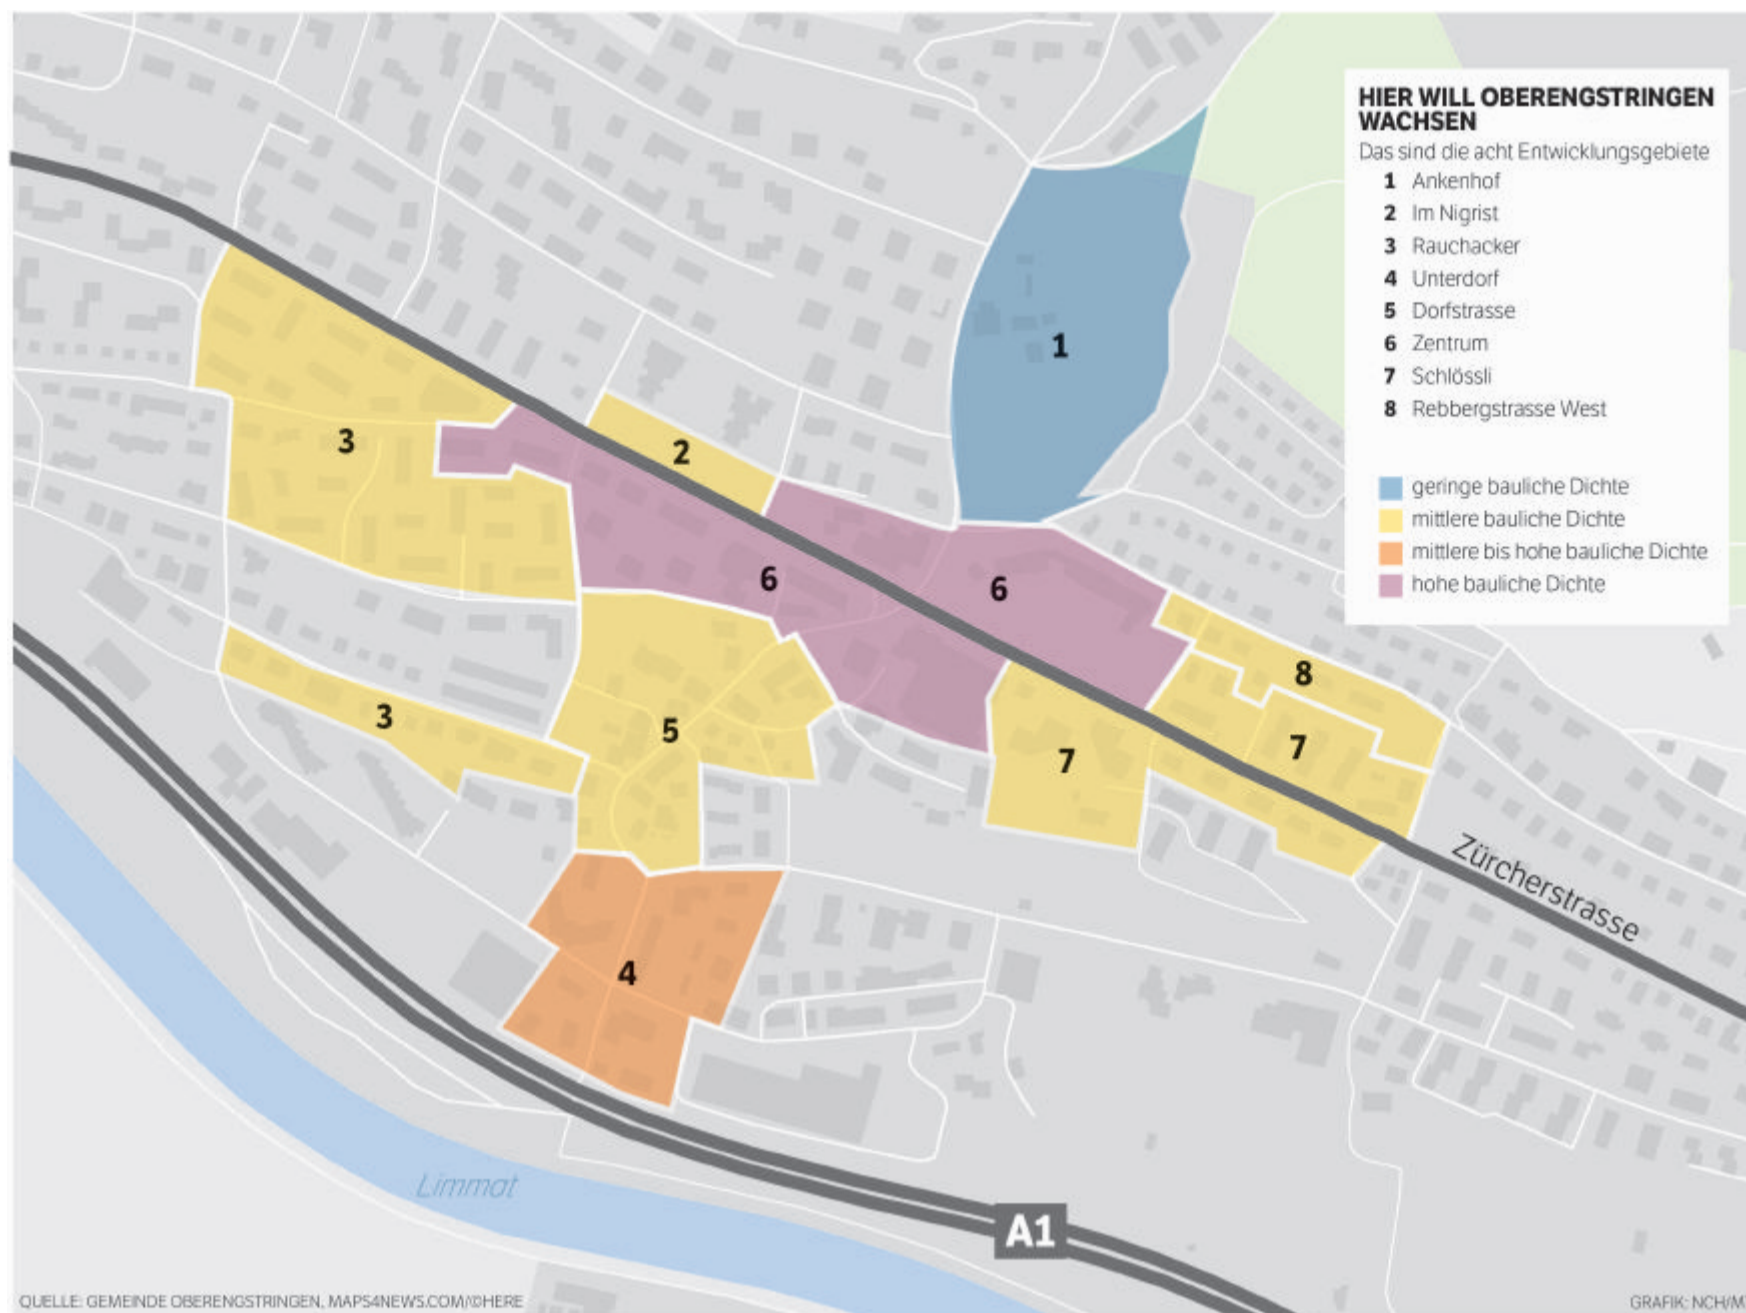 HIER WILL OBERENGSTRINGEN
WACHSEN
Das sind die acht Entwicklungsgebiete
1 Ankenhof
2 Im Nigrist
3 Rauchacker
4 Unterdorf
5 Dorfstrasse
6 Zentrum
7 Schlössli
8 Rebbergstrasse West
geringe bauliche Dichte
mittlere bauliche Dichte
mittlere bis hohe bauliche Dichte
hohe bauliche Dichte
1
3
2
6
6
8
3
5
7
7
4
Zürcherstrasse
Limmat
A1
QUELLE: GEMEINDE OBERENGSTRINGEN, MAPS4NEWS.COM/©HERE
GRAFIK: NCH/M